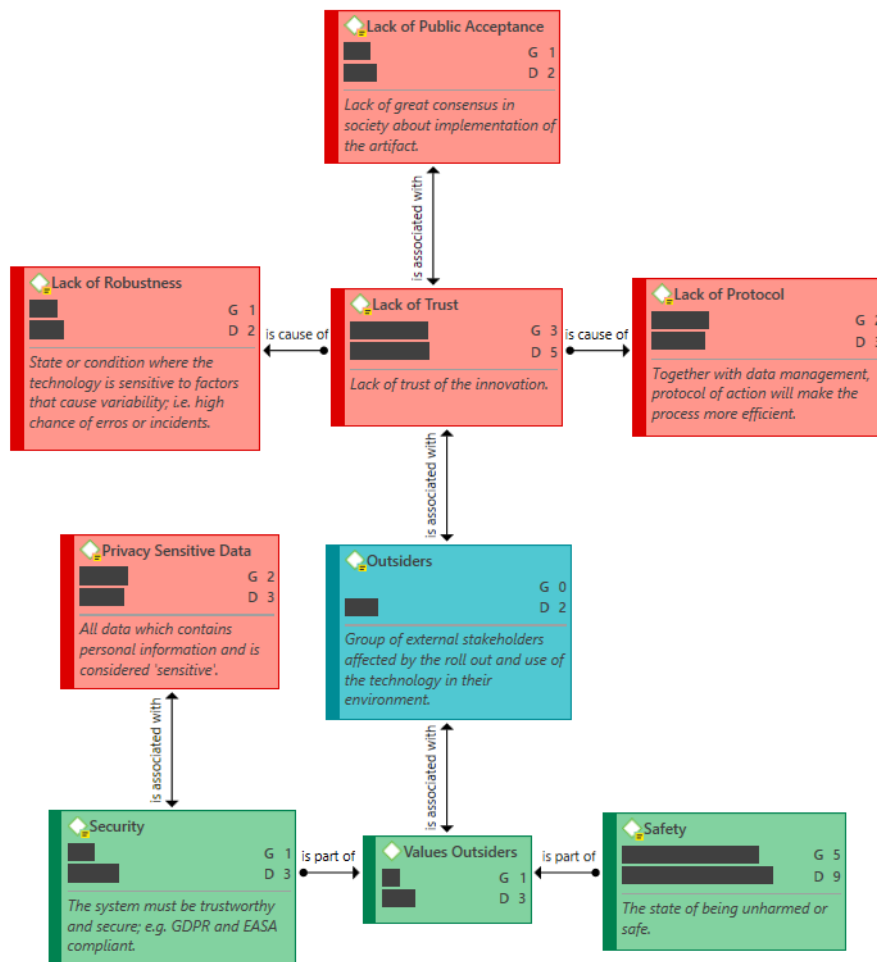 Lack of Public Acceptance
G 1
D 2
Lack of great consensus in
society about implementation of
the artifact.
is associated with
Lack of Robustness
G 1
D 2
State or condition where the
technology is sensitive to factors
that cause variability; i.e. high
chance of erros or incidents.
is cause of
Lack of Trust
G 3
D 5
Lack of trust of the innovation.
is cause of
Lack of Protocol
G 2
D 3
Together with data management,
protocol of action will make the
process more efficient.
is associated with
Privacy Sensitive Data
G 2
D 3
All data which contains
personal information and is
considered 'sensitive'.
Outsiders
G 0
D 2
Group of external stakeholders
affected by the roll out and use of
the technology in their
environment.
is associated with
is associated with
Security
G 1
D 3
The system must be trustworthy
and secure; e.g. GDPR and EASA
compliant.
is part of
Values Outsiders
G 1
D 3
is part of
Safety
G 5
D 9
The state of being unharmed or
safe.